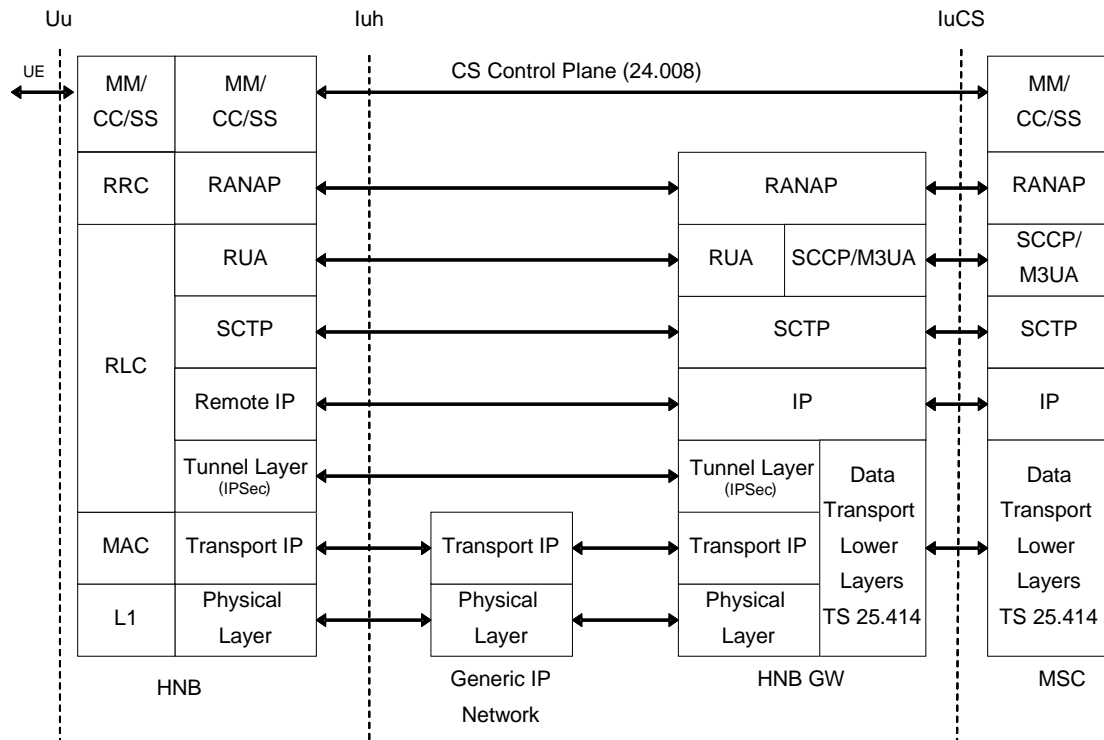 Uu
Iuh
IuCS
UE
MM/
CC/SS
MM/
CC/SS
CS Control Plane (24.008)
MM/
CC/SS
RRC
RANAP
RANAP
RANAP
RLC
RUA
RUA
SCCP/M3UA
SCCP/
M3UA
SCTP
SCTP
SCTP
Remote IP
IP
IP
Tunnel Layer
(IPSec)
Tunnel Layer
(IPSec)
Data
Transport
Lower
Layers
TS 25.414
Data
Transport
Lower
Layers
TS 25.414
MAC
Transport IP
Transport IP
Transport IP
L1
Physical
Layer
Physical
Layer
Physical
Layer
HNB
Generic IP
Network
HNB GW
MSC